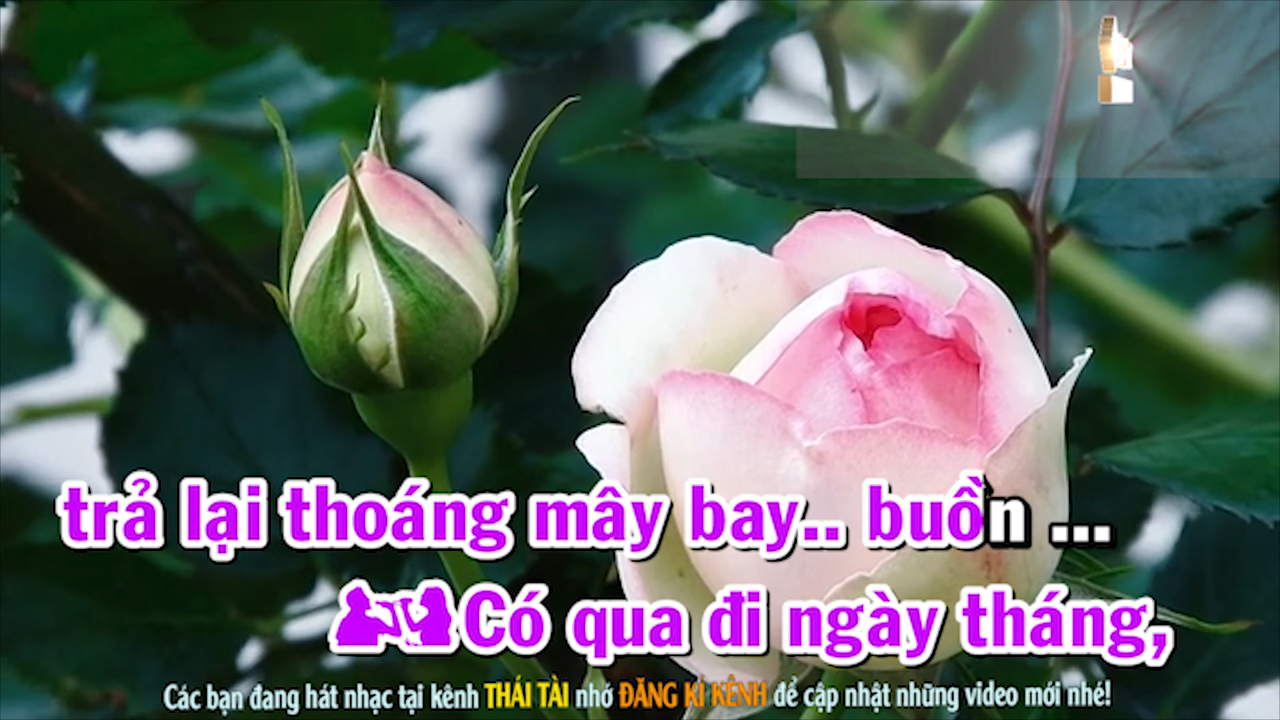 trả lại thoáng mây bay.. buồn ...
Có qua đi ngày tháng,
Các bạn đang hát nhạc tại kênh THÁI TÀI nhớ ĐĂNG KÍ KÊNH để cập nhật những video mới nhé!